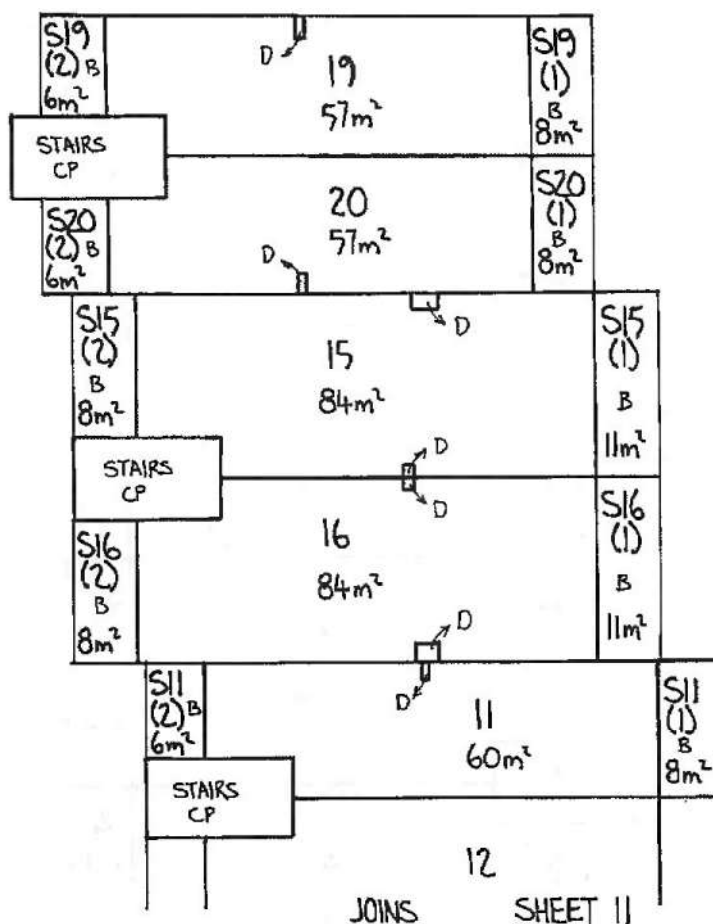 S19
(2) B
6m²
D
19
57m²
S19
(1)
B
8m²
STAIRS
CP
S20
(2) B
6m²
D
20
57m²
S20
(1)
B
8m²
S15
(2)
B
8m²
D
15
84m²
S15
(1)
B
11m²
D
STAIRS
CP
D
S16
(2)
B
8m²
16
84m²
S16
(1)
B
11m²
D
S11
(2) B
6m²
D
11
60m²
S11
(1)
B
8m²
STAIRS
CP
12
JOINS SHEET 11